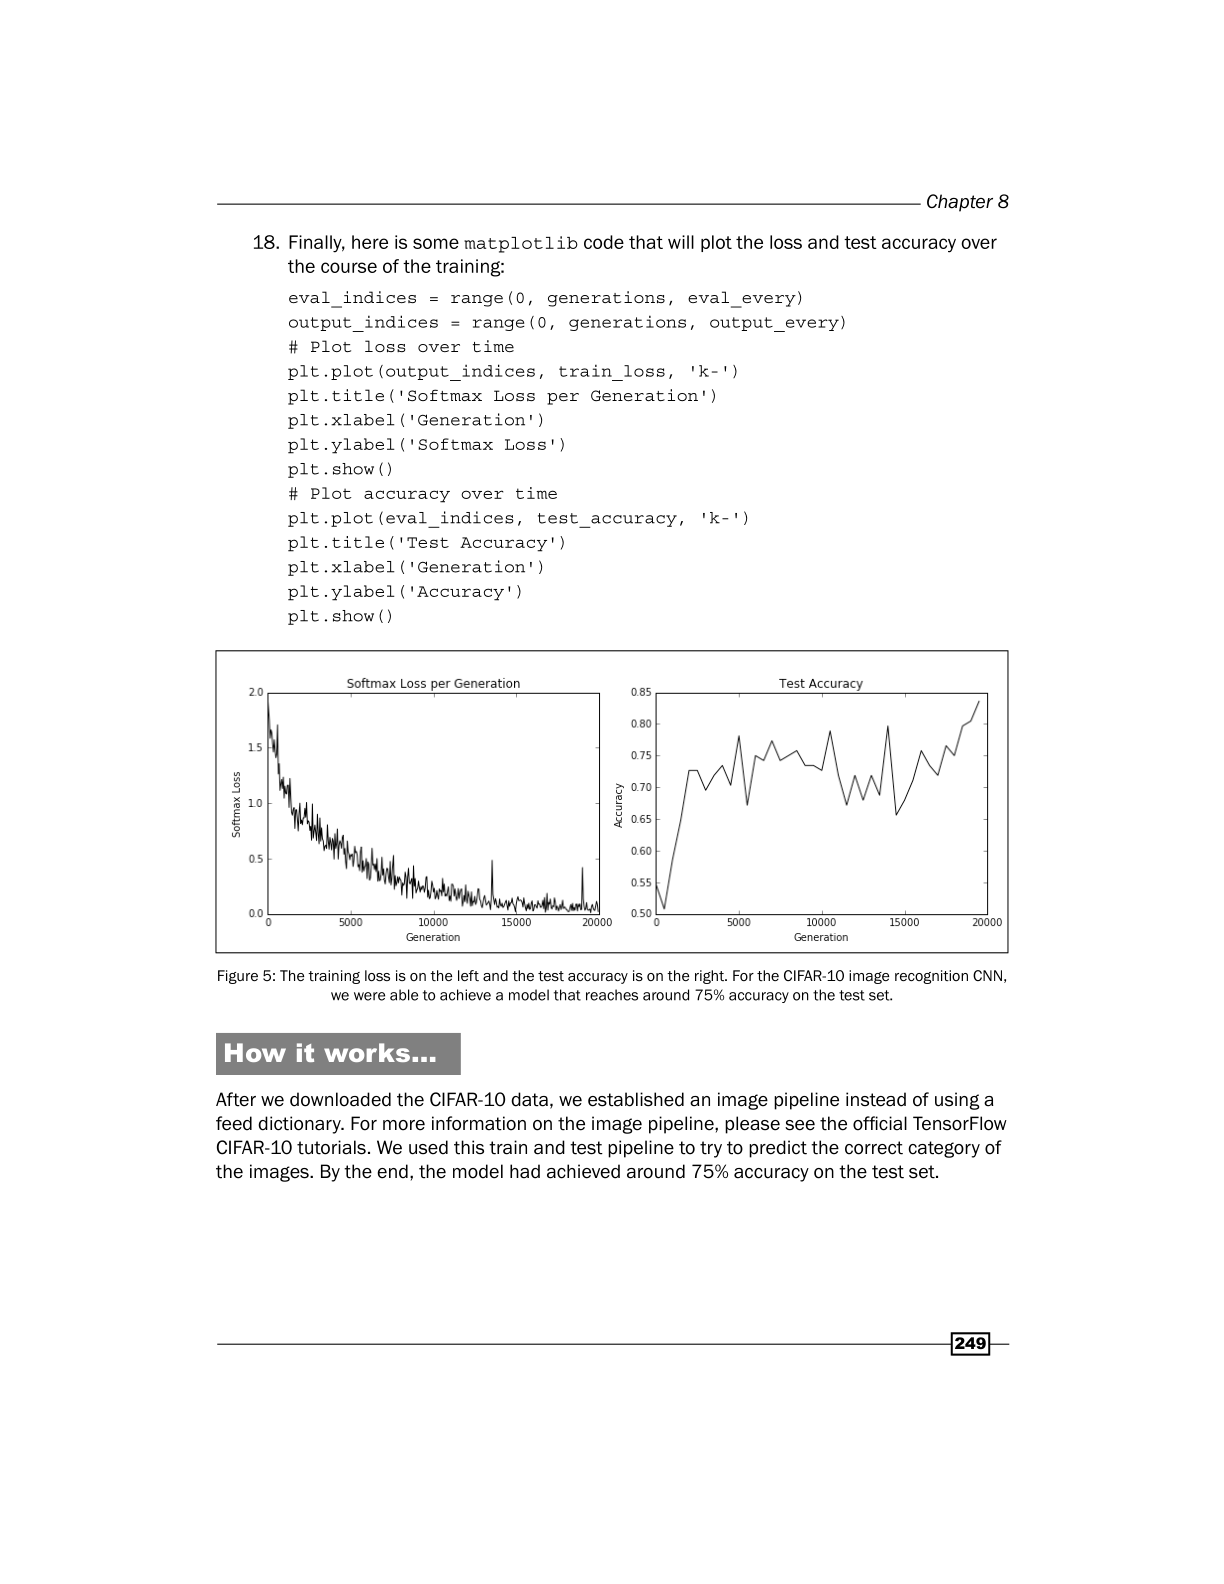 Chapter 8
18. Finally, here is some matplotlib code that will plot the loss and test accuracy over
the course of the training:
eval_indices = range(0, generations, eval_every)
output_indices = range(0, generations, output_every)
# Plot loss over time
plt.plot(output_indices, train_loss, 'k-')
plt.title('Softmax Loss per Generation')
plt.xlabel('Generation')
plt.ylabel('Softmax Loss')
plt.show()
# Plot accuracy over time
plt.plot(eval_indices, test_accuracy, 'k-')
plt.title('Test Accuracy')
plt.xlabel('Generation')
plt.ylabel('Accuracy')
plt.show()
Softmax Loss per Generation
2.0
1.5
1.0
0.5
0.0
Softmax Loss
0 5000 10000 15000 20000
Generation
Test Accuracy
0.85
0.80
0.75
0.70
0.65
0.60
0.55
0.50
Accuracy
0 5000 10000 15000 20000
Generation
Figure 5: The training loss is on the left and the test accuracy is on the right. For the CIFAR-10 image recognition CNN,
we were able to achieve a model that reaches around 75% accuracy on the test set.
How it works...
After we downloaded the CIFAR-10 data, we established an image pipeline instead of using a
feed dictionary. For more information on the image pipeline, please see the official TensorFlow
CIFAR-10 tutorials. We used this train and test pipeline to try to predict the correct category of
the images. By the end, the model had achieved around 75% accuracy on the test set.
249